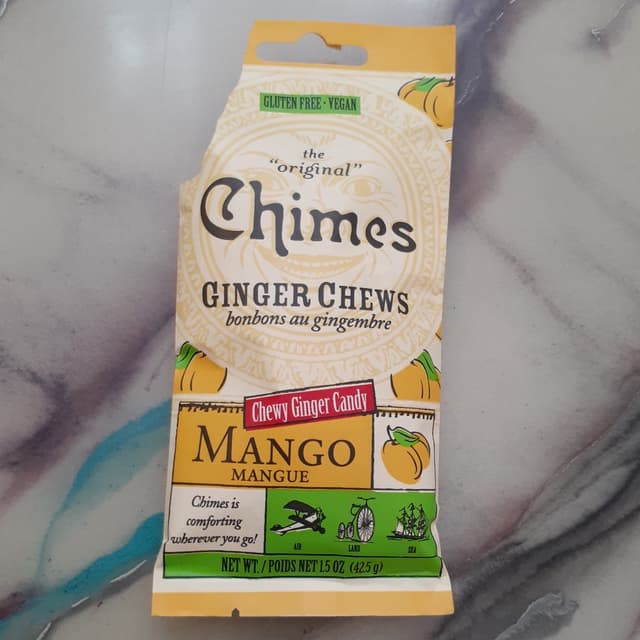 GLUTEN FREE · VEGAN
the
"original"
Chimes
GINGER CHEWS
bonbons au gingembre
Chewy Ginger Candy
MANGO
MANGUE
Chimes is
comforting
wherever you go!
AIR
LAND
SEA
NET WT. / POIDS NET 1.5 OZ (42.5 g)